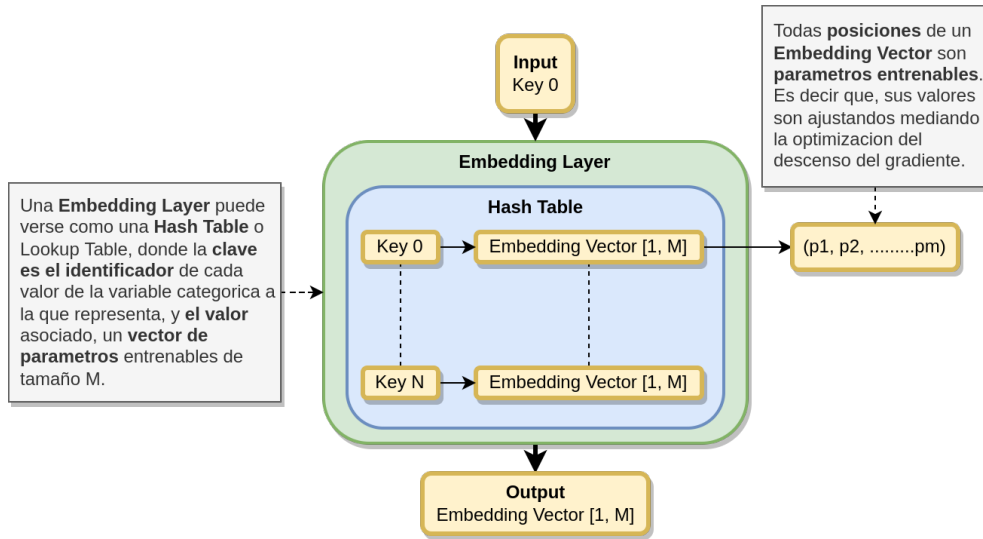 Input
Key 0
Todas posiciones de un
Embedding Vector son
parametros entrenables.
Es decir que, sus valores
son ajustandos mediando
la optimizacion del
descenso del gradiente.
Embedding Layer
Hash Table
Una Embedding Layer puede
verse como una Hash Table o
Lookup Table, donde la clave
es el identificador de cada
valor de la variable categorica a
la que representa, y el valor
asociado, un vector de
parametros entrenables de
tamaño M.
Key 0
Embedding Vector [1, M]
(p1, p2, .........pm)
Key N
Embedding Vector [1, M]
Output
Embedding Vector [1, M]